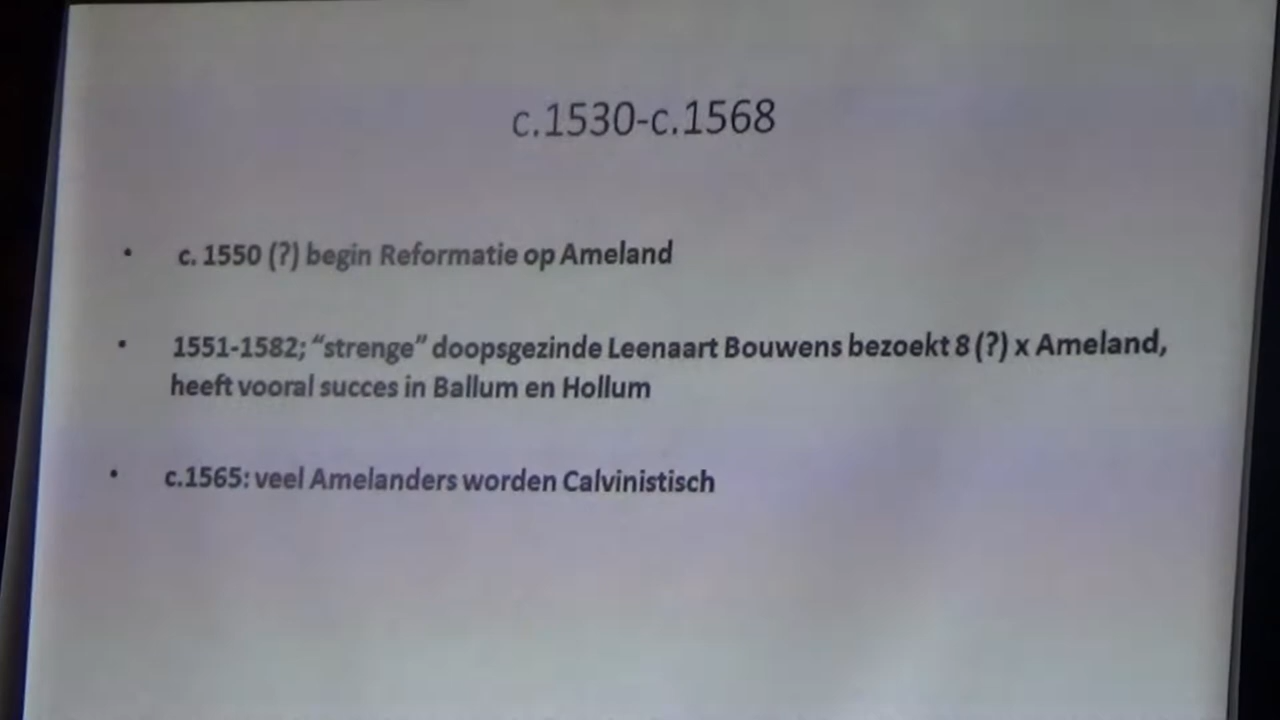 c.1530-c.1568
• c. 1550 (?) begin Reformatie op Ameland
• 1551-1582; “strenge” doopsgezinde Leenaart Bouwens bezoekt 8 (?) x Ameland,
heeft vooral succes in Ballum en Hollum
• c.1565: veel Amelanders worden Calvinistisch